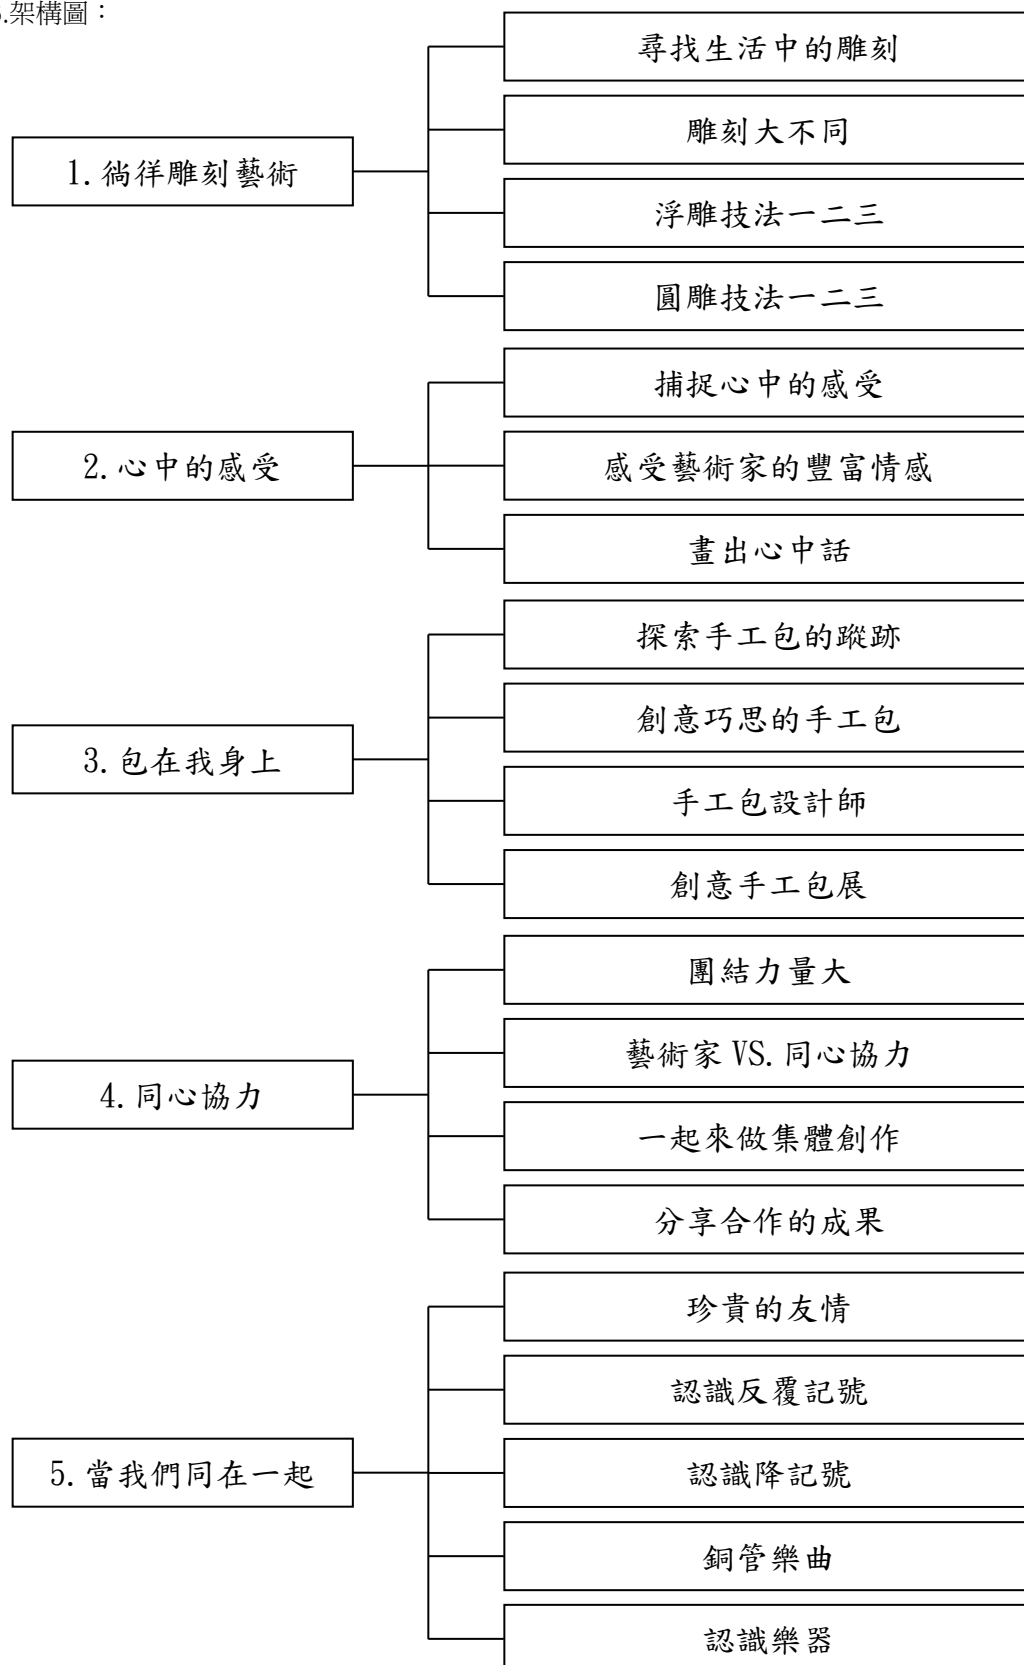 .架構圖：
1.徜徉雕刻藝術
尋找生活中的雕刻
雕刻大不同
浮雕技法一二三
圓雕技法一二三
2.心中的感受
捕捉心中的感受
感受藝術家的豐富情感
畫出心中話
3.包在我身上
探索手工包的蹤跡
創意巧思的手工包
手工包設計師
創意手工包展
4.同心協力
團結力量大
藝術家 VS.同心協力
一起來做集體創作
分享合作的成果
5.當我們同在一起
珍貴的友情
認識反覆記號
認識降記號
銅管樂曲
認識樂器